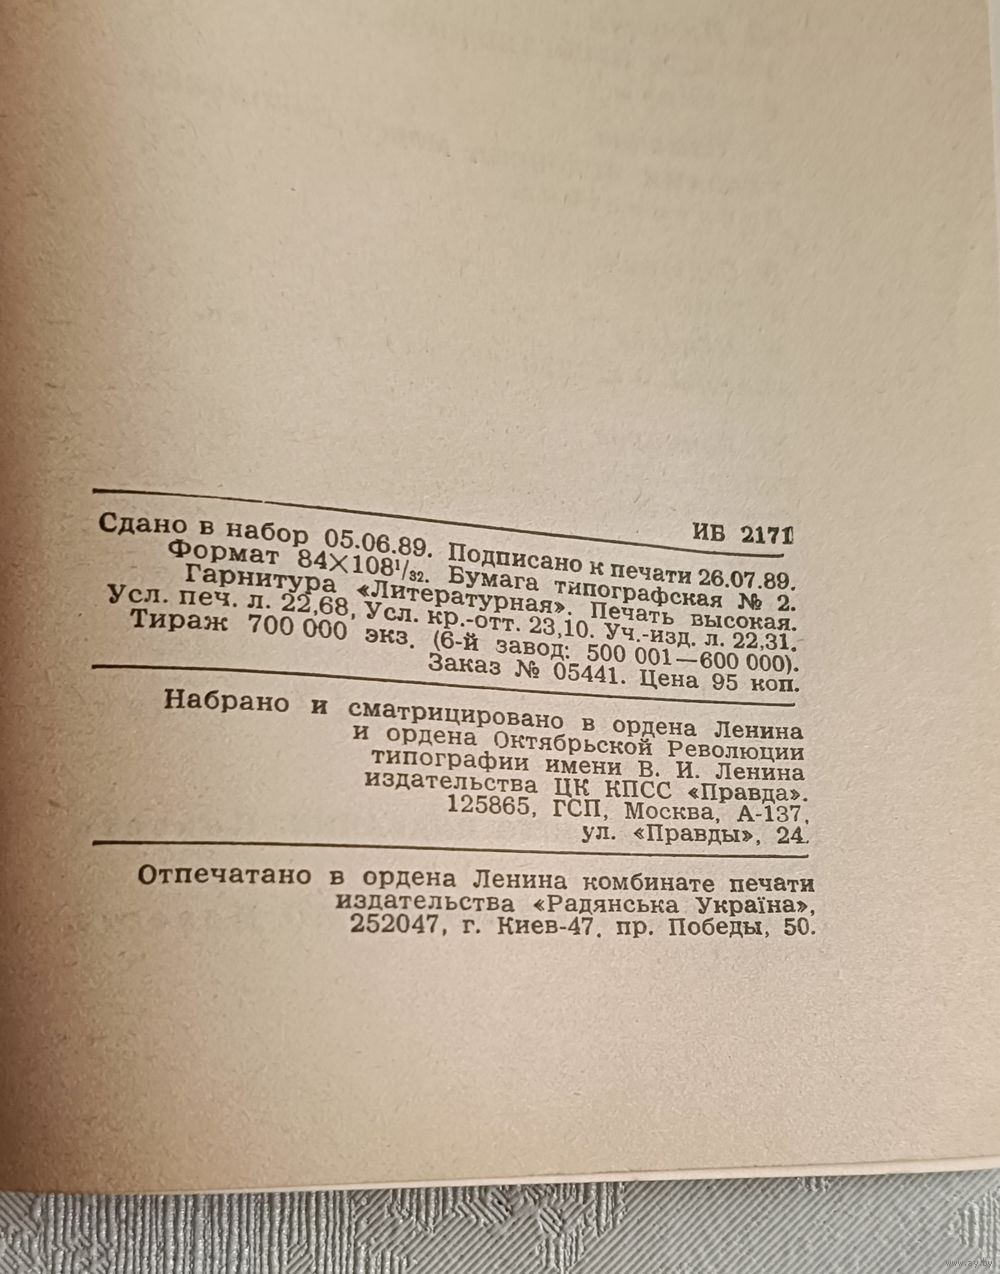 ИБ 2171
Сдано в набор 05.06.89. Подписано к печати 26.07.89.
Формат 84×108¹/₃₂. Бумага типографская № 2.
Гарнитура «Литературная». Печать высокая.
Усл. печ. л. 22,68, Усл. кр.-отт. 23,10. Уч.-изд. л. 22,31.
Тираж 700 000 экз. (6-й завод: 500 001—600 000).
Заказ № 05441. Цена 95 коп.
Набрано и сматрицировано в ордена Ленина
и ордена Октябрьской Революции
типографии имени В. И. Ленина
издательства ЦК КПСС «Правда».
125865, ГСП, Москва, А-137,
ул. «Правды», 24.
Отпечатано в ордена Ленина комбинате печати
издательства «Радянська Україна»,
252047, г. Киев-47. пр. Победы, 50.
www.ay.by